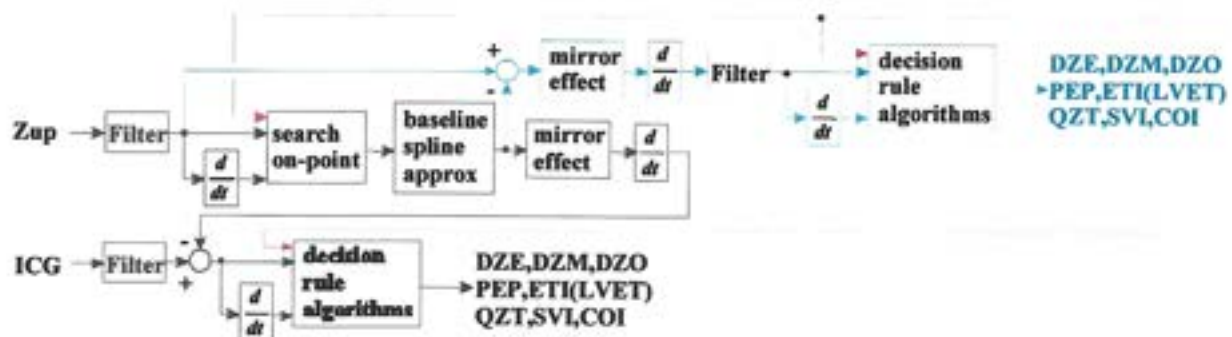 +
mirror
effect
d
dt
Filter
decision
rule
algorithms
d
dt
DZE,DZM,DZO
PEP,ETI(LVET)
QZT,SVI,COI
-
Zup
Filter
d
dt
search
on-point
baseline
spline
approx
mirror
effect
d
dt
ICG
Filter
-
+
d
dt
decision
rule
algorithms
DZE,DZM,DZO
PEP,ETI(LVET)
QZT,SVI,COI